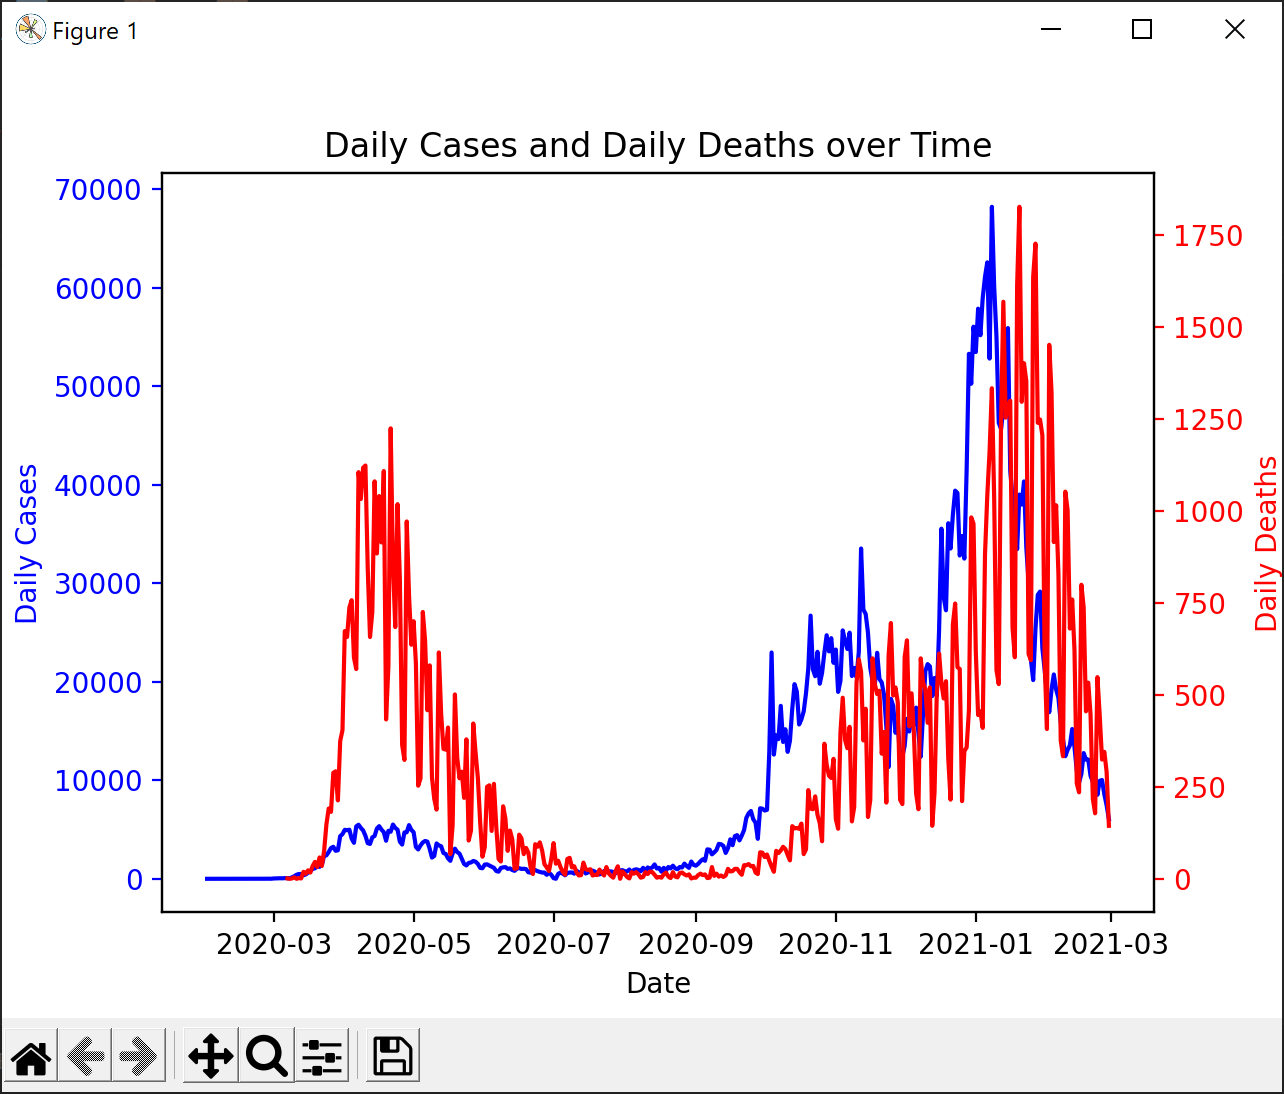 Figure 1
Daily Cases and Daily Deaths over Time
70000
60000
50000
40000
30000
20000
10000
0
Daily Cases
1750
1500
1250
1000
750
500
250
0
Daily Deaths
2020-03 2020-05 2020-07 2020-09 2020-11 2021-01 2021-03
Date